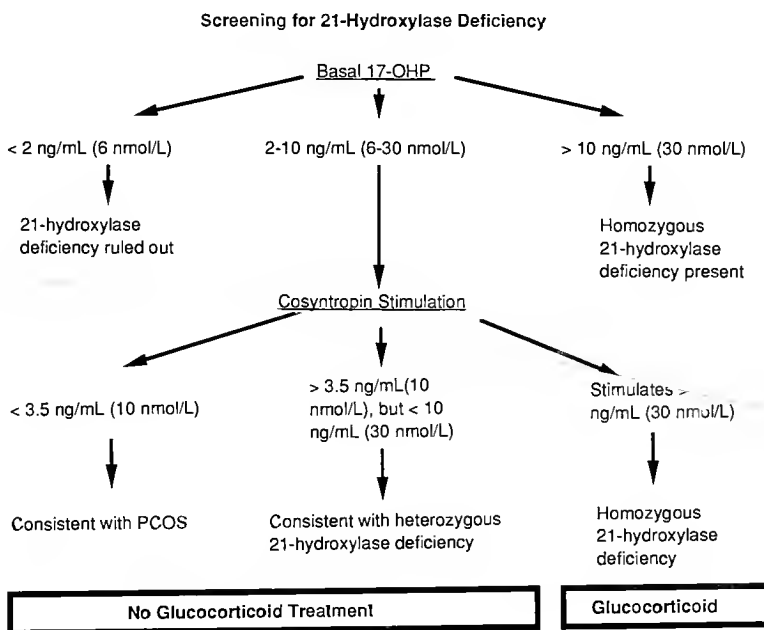 Screening for 21-Hydroxylase Deficiency
Basal 17-OHP
< 2 ng/mL (6 nmol/L)
2-10 ng/mL (6-30 nmol/L)
> 10 ng/mL (30 nmol/L)
21-hydroxylase
deficiency ruled out
Homozygous
21-hydroxylase
deficiency present
Cosyntropin Stimulation
< 3.5 ng/mL (10 nmol/L)
> 3.5 ng/mL(10
nmol/L), but < 10
ng/mL (30 nmol/L)
Stimulates >
ng/mL (30 nmol/L)
Consistent with PCOS
Consistent with heterozygous
21-hydroxylase deficiency
Homozygous
21-hydroxylase
deficiency
No Glucocorticoid Treatment
Glucocorticoid